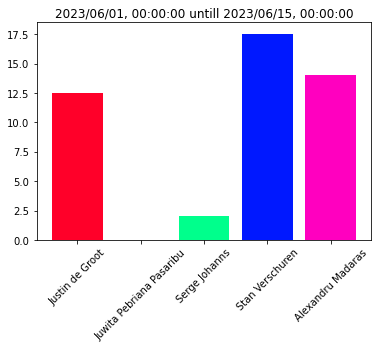 2023/06/01, 00:00:00 untill 2023/06/15, 00:00:00
17.5
15.0
12.5
10.0
7.5
5.0
2.5
0.0
Justin de Groot
Juwita Pebriana Pasaribu
Serge Johanns
Stan Verschuren
Alexandru Madaras